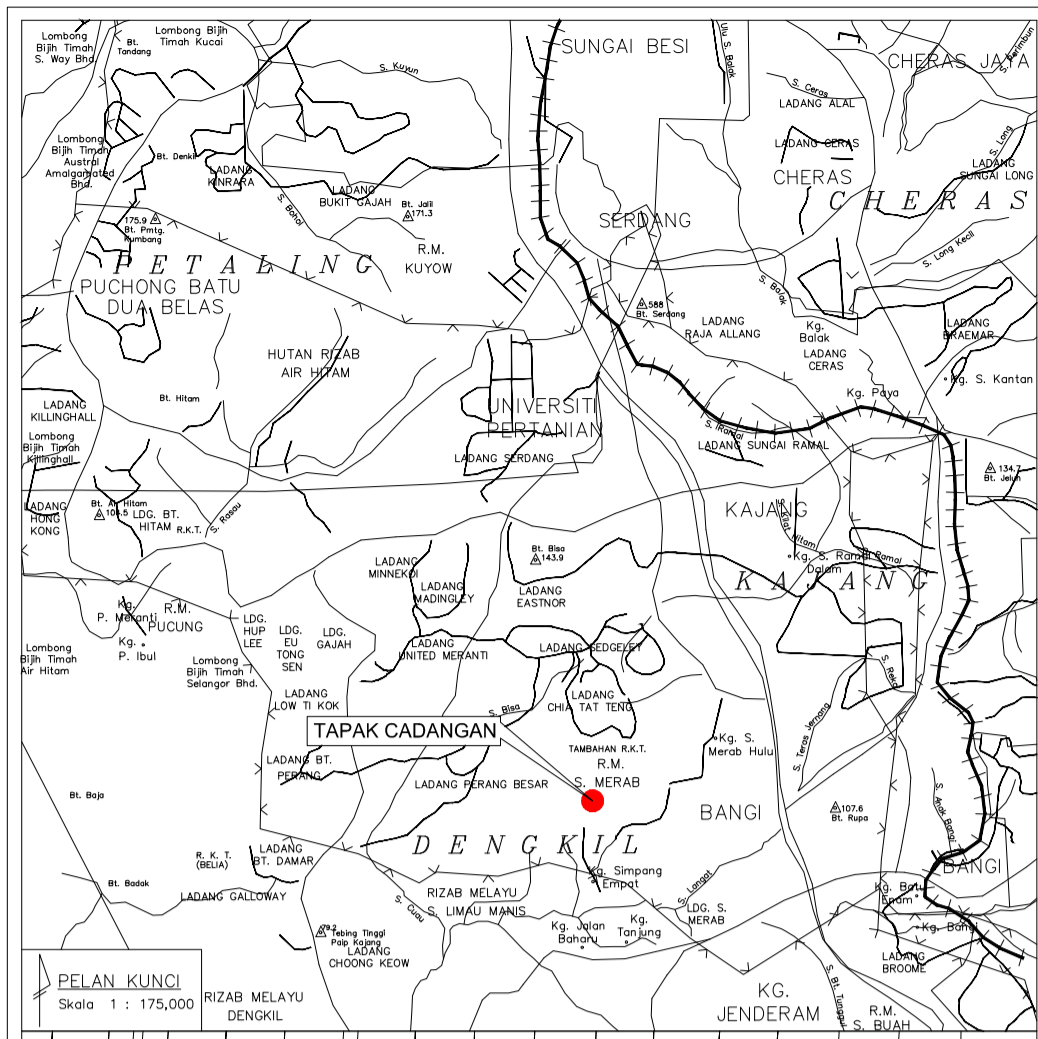 Lombong
Bijih Timah
S. Way Bhd.
Bt.
Tandang
Lombong Bijih
Timah Kucai
S. Kuyun
SUNGAI BESI
Ulu S. Balak
CHERAS JAYA
S. Ceras
LADANG ALAL
LADANG CERAS
CHERAS
S. Long
LADANG
SUNGAI LONG
CHERAS
Lombong
Bijih Timah
Austral
Amalgamated
Bhd.
Bt. Denkil
LADANG
KINRARA
LADANG
BUKIT GAJAH
Bt. Jalil
171.3
S. Bohol
175.9
Bt. Pmtg.
Kumbang
R.M.
KUYOW
SERDANG
S. Long Kecil
PETALING
PUCHONG BATU
DUA BELAS
S. Balak
588
Bt. Serdang
LADANG
RAJA ALLANG
Kg.
Balak
LADANG
CERAS
LADANG
BRAEMAR
HUTAN RIZAB
AIR HITAM
Kg. S. Kantan
Kg. Paya
Bt. Hitam
LADANG
KILLINGHALL
UNIVERSITI
PERTANIAN
S. Ramal
LADANG SUNGAI RAMAL
Lombong
Bijih Timah
Killinghall
LADANG SERDANG
134.7
Bt. Jeluh
LADANG
HONG
KONG
Bt. Air Hitam
LDG. BT.
HITAM
R.K.T.
S. Rasau
KAJANG
S. Kilat Hitam
Kg. S. Ramal
Dalam
S. Ramal
Bt. Bisa
143.9
LADANG
MINNEKOI
LADANG
MADINGLEY
LADANG
EASTNOR
KAJANG
Kg.
P. Meranti
R.M.
PUCUNG
Kg.
P. Ibul
LDG.
HUP
LEE
LDG.
EU
TONG
SEN
LDG.
GAJAH
LADANG
UNITED MERANTI
LADANG SEDGELEY
Lombong
Bijih Timah
Air Hitam
Lombong
Bijih Timah
Selangor Bhd.
LADANG
LOW TI KOK
S. Bisa
LADANG
CHIA TAT TENG
S. Reko
S. Teras Jernang
TAPAK CADANGAN
TAMBAHAN R.K.T.
R.M.
S. MERAB
Kg. S.
Merab Hulu
LADANG BT.
PERANG
LADANG PERANG BESAR
Bt. Baja
BANGI
107.6
Bt. Rupa
S. Anak Bangi
DENGKIL
R. K. T.
(BELIA)
LADANG
BT. DAMAR
BANGI
Bt. Badak
LADANG GALLOWAY
Kg. Simpang
Empat
RIZAB MELAYU
S. LIMAU MANIS
S. Cuau
S. Langat
LDG. S.
MERAB
Kg. Batu
Enam
Kg. Bangi
Kg. Jalan
Baharu
Kg.
Tanjung
79.2
Tebing Tinggi
Paip Kajang
LADANG
CHOONG KEOW
LADANG
BROOME
PELAN KUNCI
Skala 1 : 175,000
RIZAB MELAYU
DENGKIL
KG.
JENDERAM
S. Bt. Tunggul
R.M.
S. BUAH